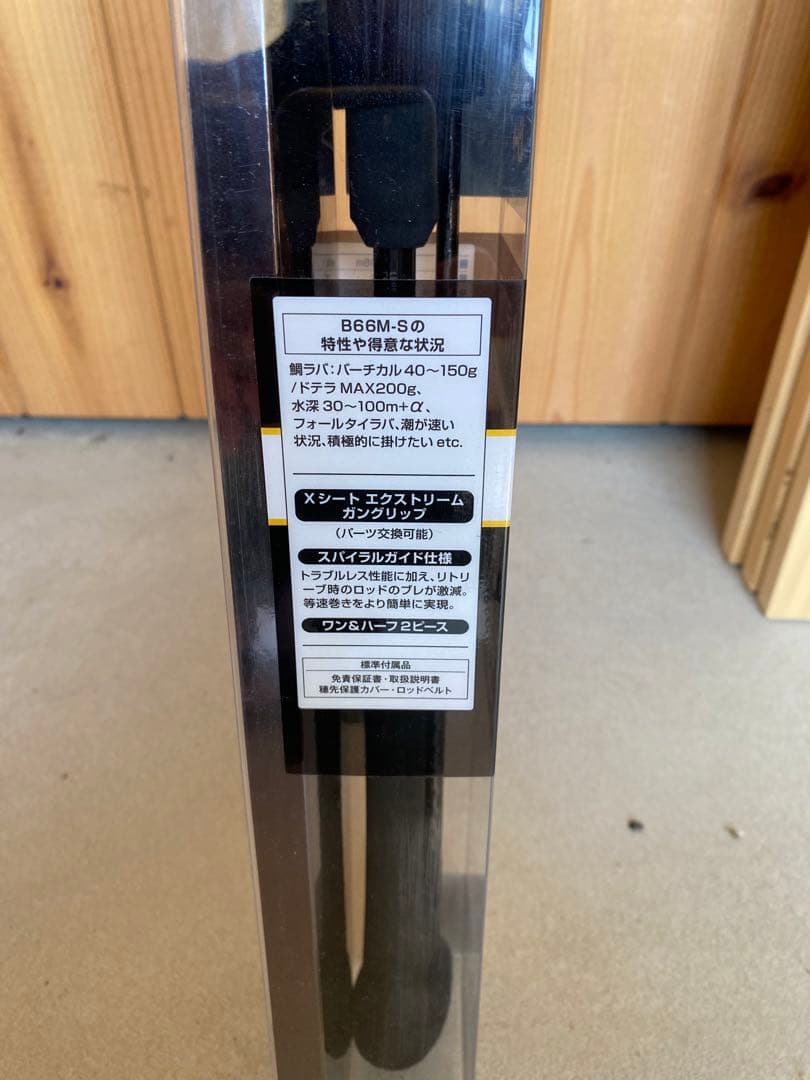 B66M-Sの
特性や得意な状況
鯛ラバ：バーチカル40～150g
/ドテラMAX200g、
水深30～100m+α、
フォールタイラバ、潮が速い
状況、積極的に掛けたいetc.
Xシート エクストリーム
ガングリップ
（パーツ交換可能）
スパイラルガイド仕様
トラブルレス性能に加え、リトリ
ーブ時のロッドのブレが激減。
等速巻きをより簡単に実現。
ワン&ハーフ2ピース
標準付属品
免責保証書・取扱説明書
穂先保護カバー・ロッドベルト